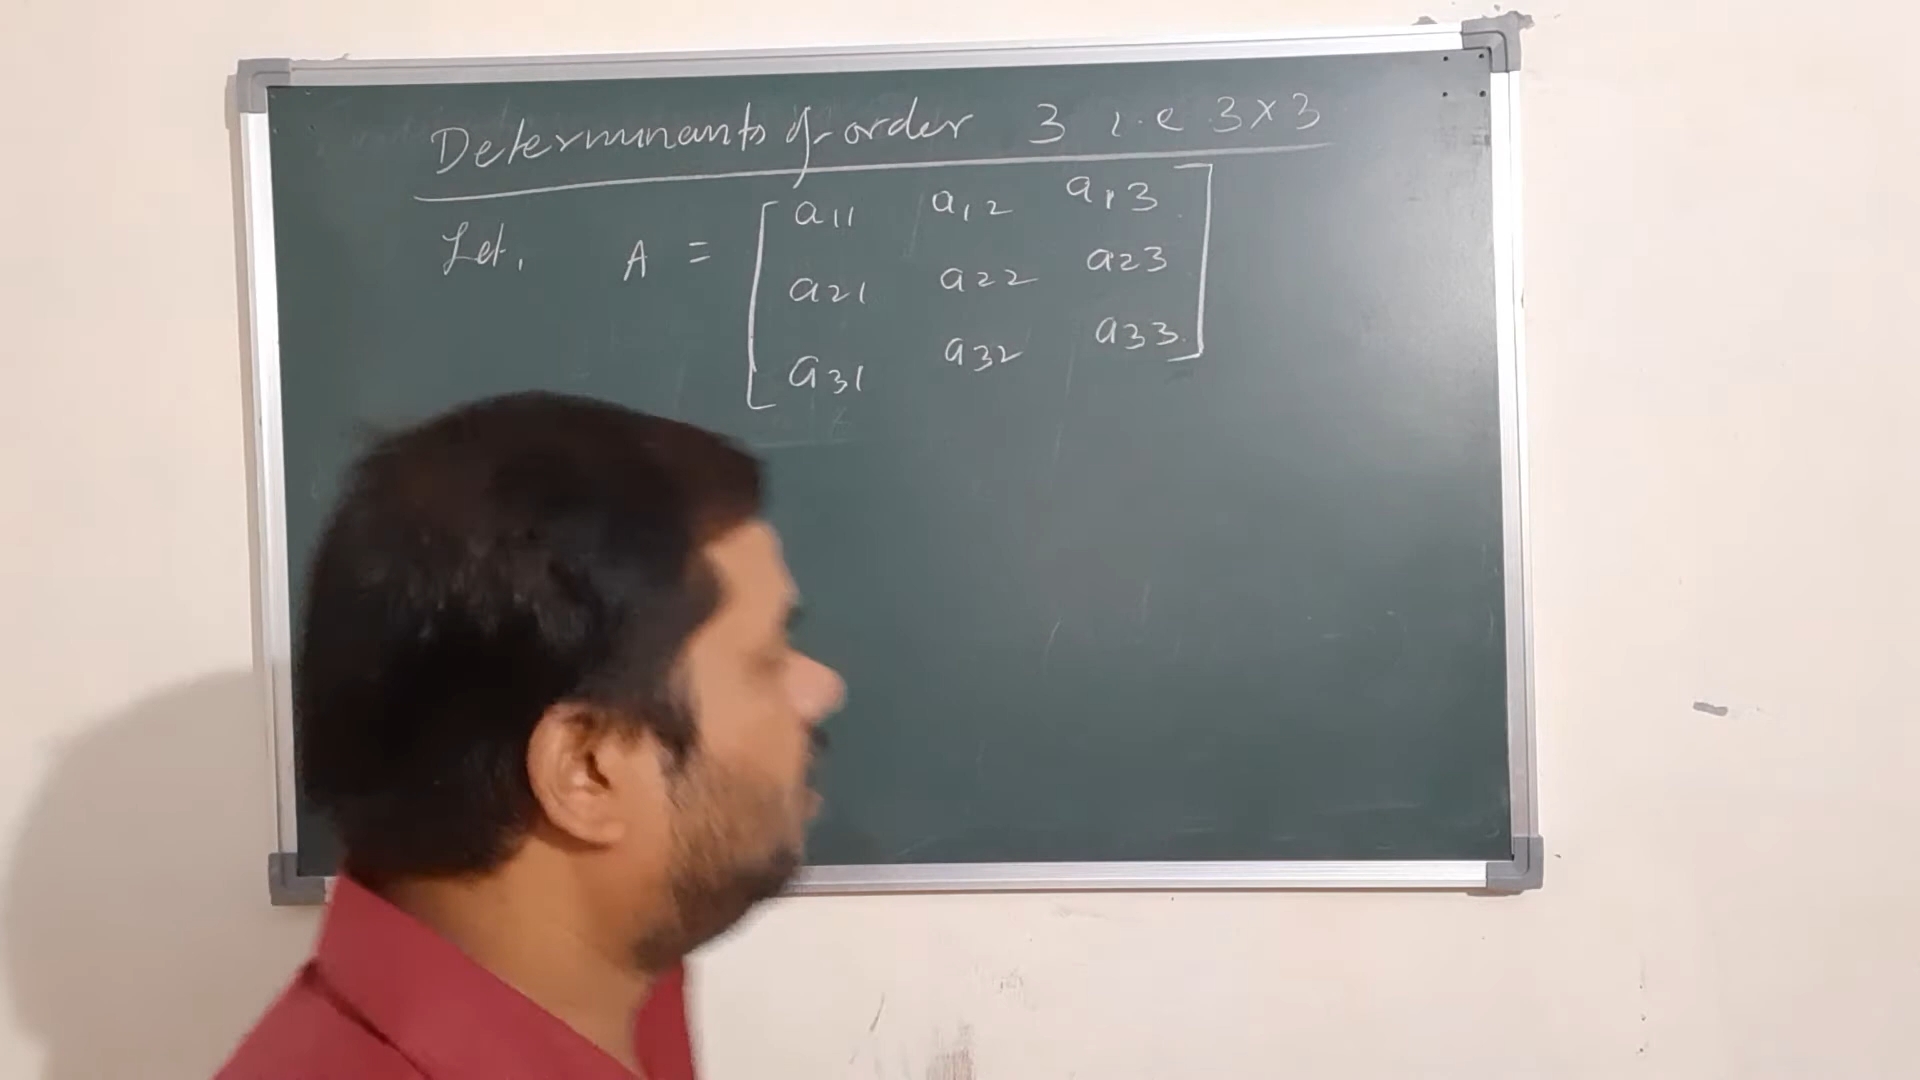 Determinants of order 3 i.e 3×3
Let, A = [ a11 a12 a13
a21 a22 a23
a31 a32 a33 ]